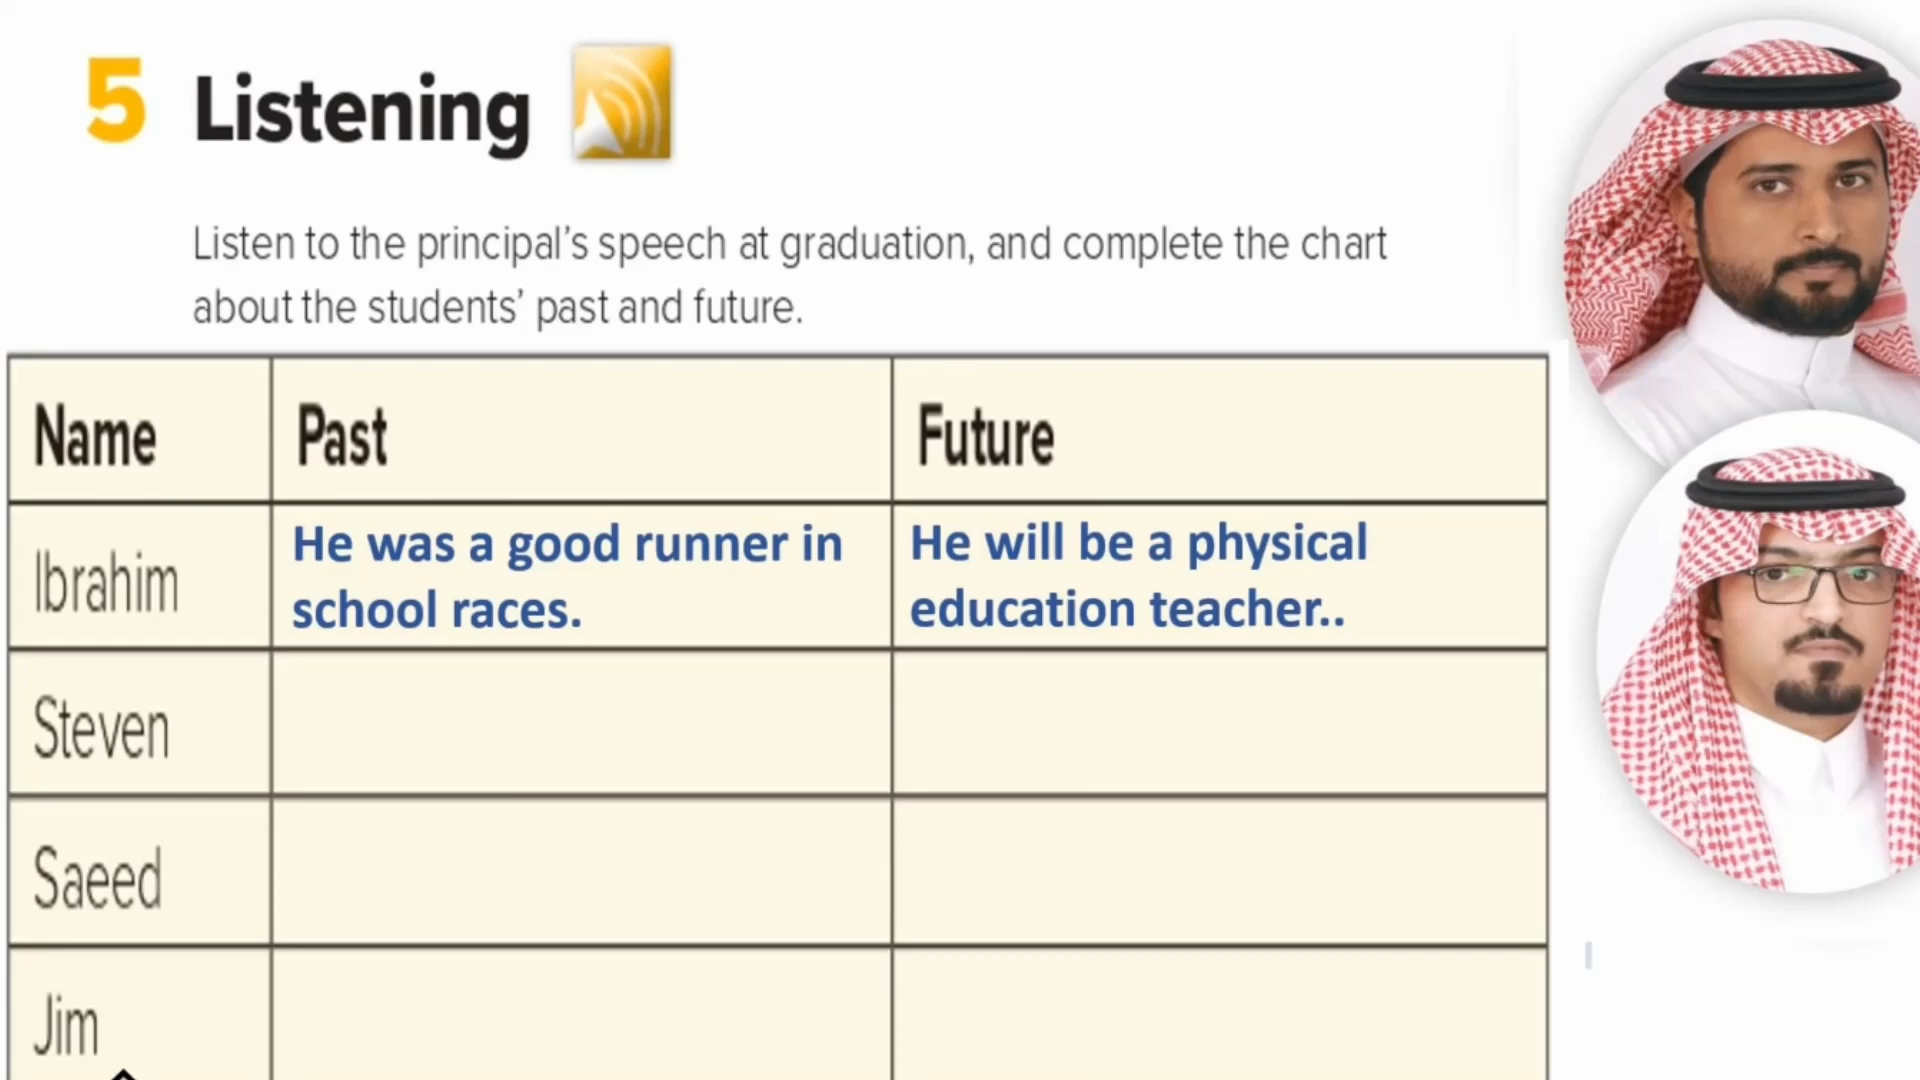 5 Listening
Listen to the principal's speech at graduation, and complete the chart
about the students' past and future.
Name Past Future
Ibrahim
He was a good runner in
school races.
He will be a physical
education teacher..
Steven
Saeed
Jim